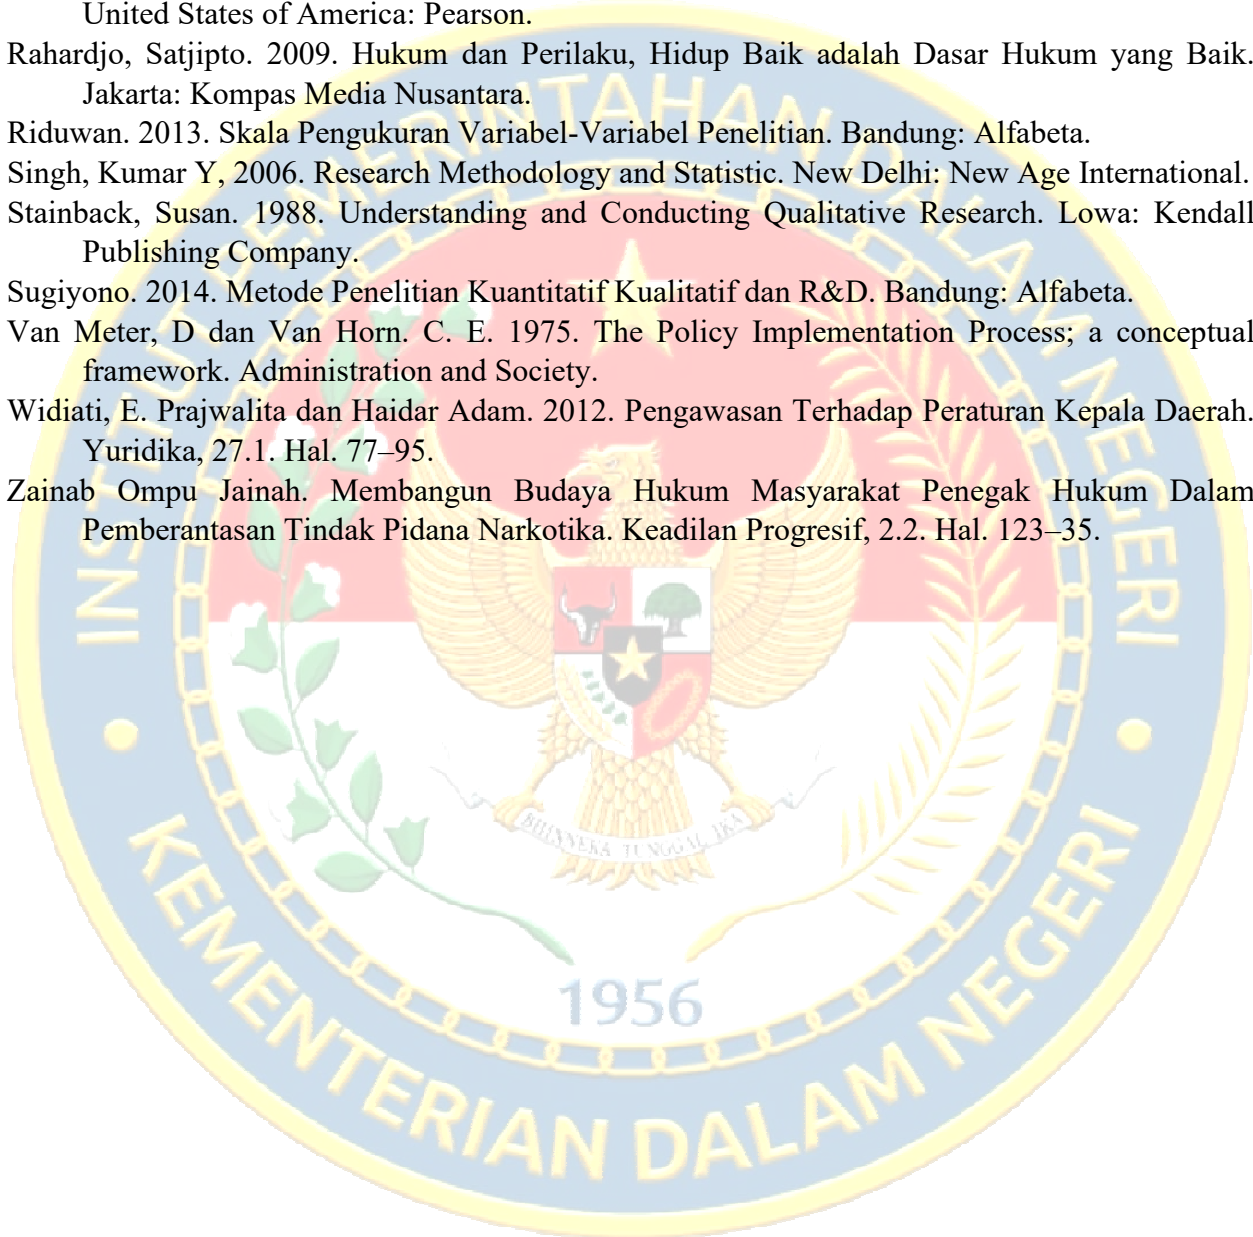 United States of America: Pearson.
Rahardjo, Satjipto. 2009. Hukum dan Perilaku, Hidup Baik adalah Dasar Hukum yang Baik.
Jakarta: Kompas Media Nusantara.
Riduwan. 2013. Skala Pengukuran Variabel-Variabel Penelitian. Bandung: Alfabeta.
Singh, Kumar Y, 2006. Research Methodology and Statistic. New Delhi: New Age International.
Stainback, Susan. 1988. Understanding and Conducting Qualitative Research. Lowa: Kendall
Publishing Company.
Sugiyono. 2014. Metode Penelitian Kuantitatif Kualitatif dan R&D. Bandung: Alfabeta.
Van Meter, D dan Van Horn. C. E. 1975. The Policy Implementation Process; a conceptual
framework. Administration and Society.
Widiati, E. Prajwalita dan Haidar Adam. 2012. Pengawasan Terhadap Peraturan Kepala Daerah.
Yuridika, 27.1. Hal. 77–95.
Zainab Ompu Jainah. Membangun Budaya Hukum Masyarakat Penegak Hukum Dalam
Pemberantasan Tindak Pidana Narkotika. Keadilan Progresif, 2.2. Hal. 123–35.
INSTITUT PEMERINTAHAN DALAM NEGERI
BHINNEKA TUNGGAL IKA
1956
KEMENTERIAN DALAM NEGERI